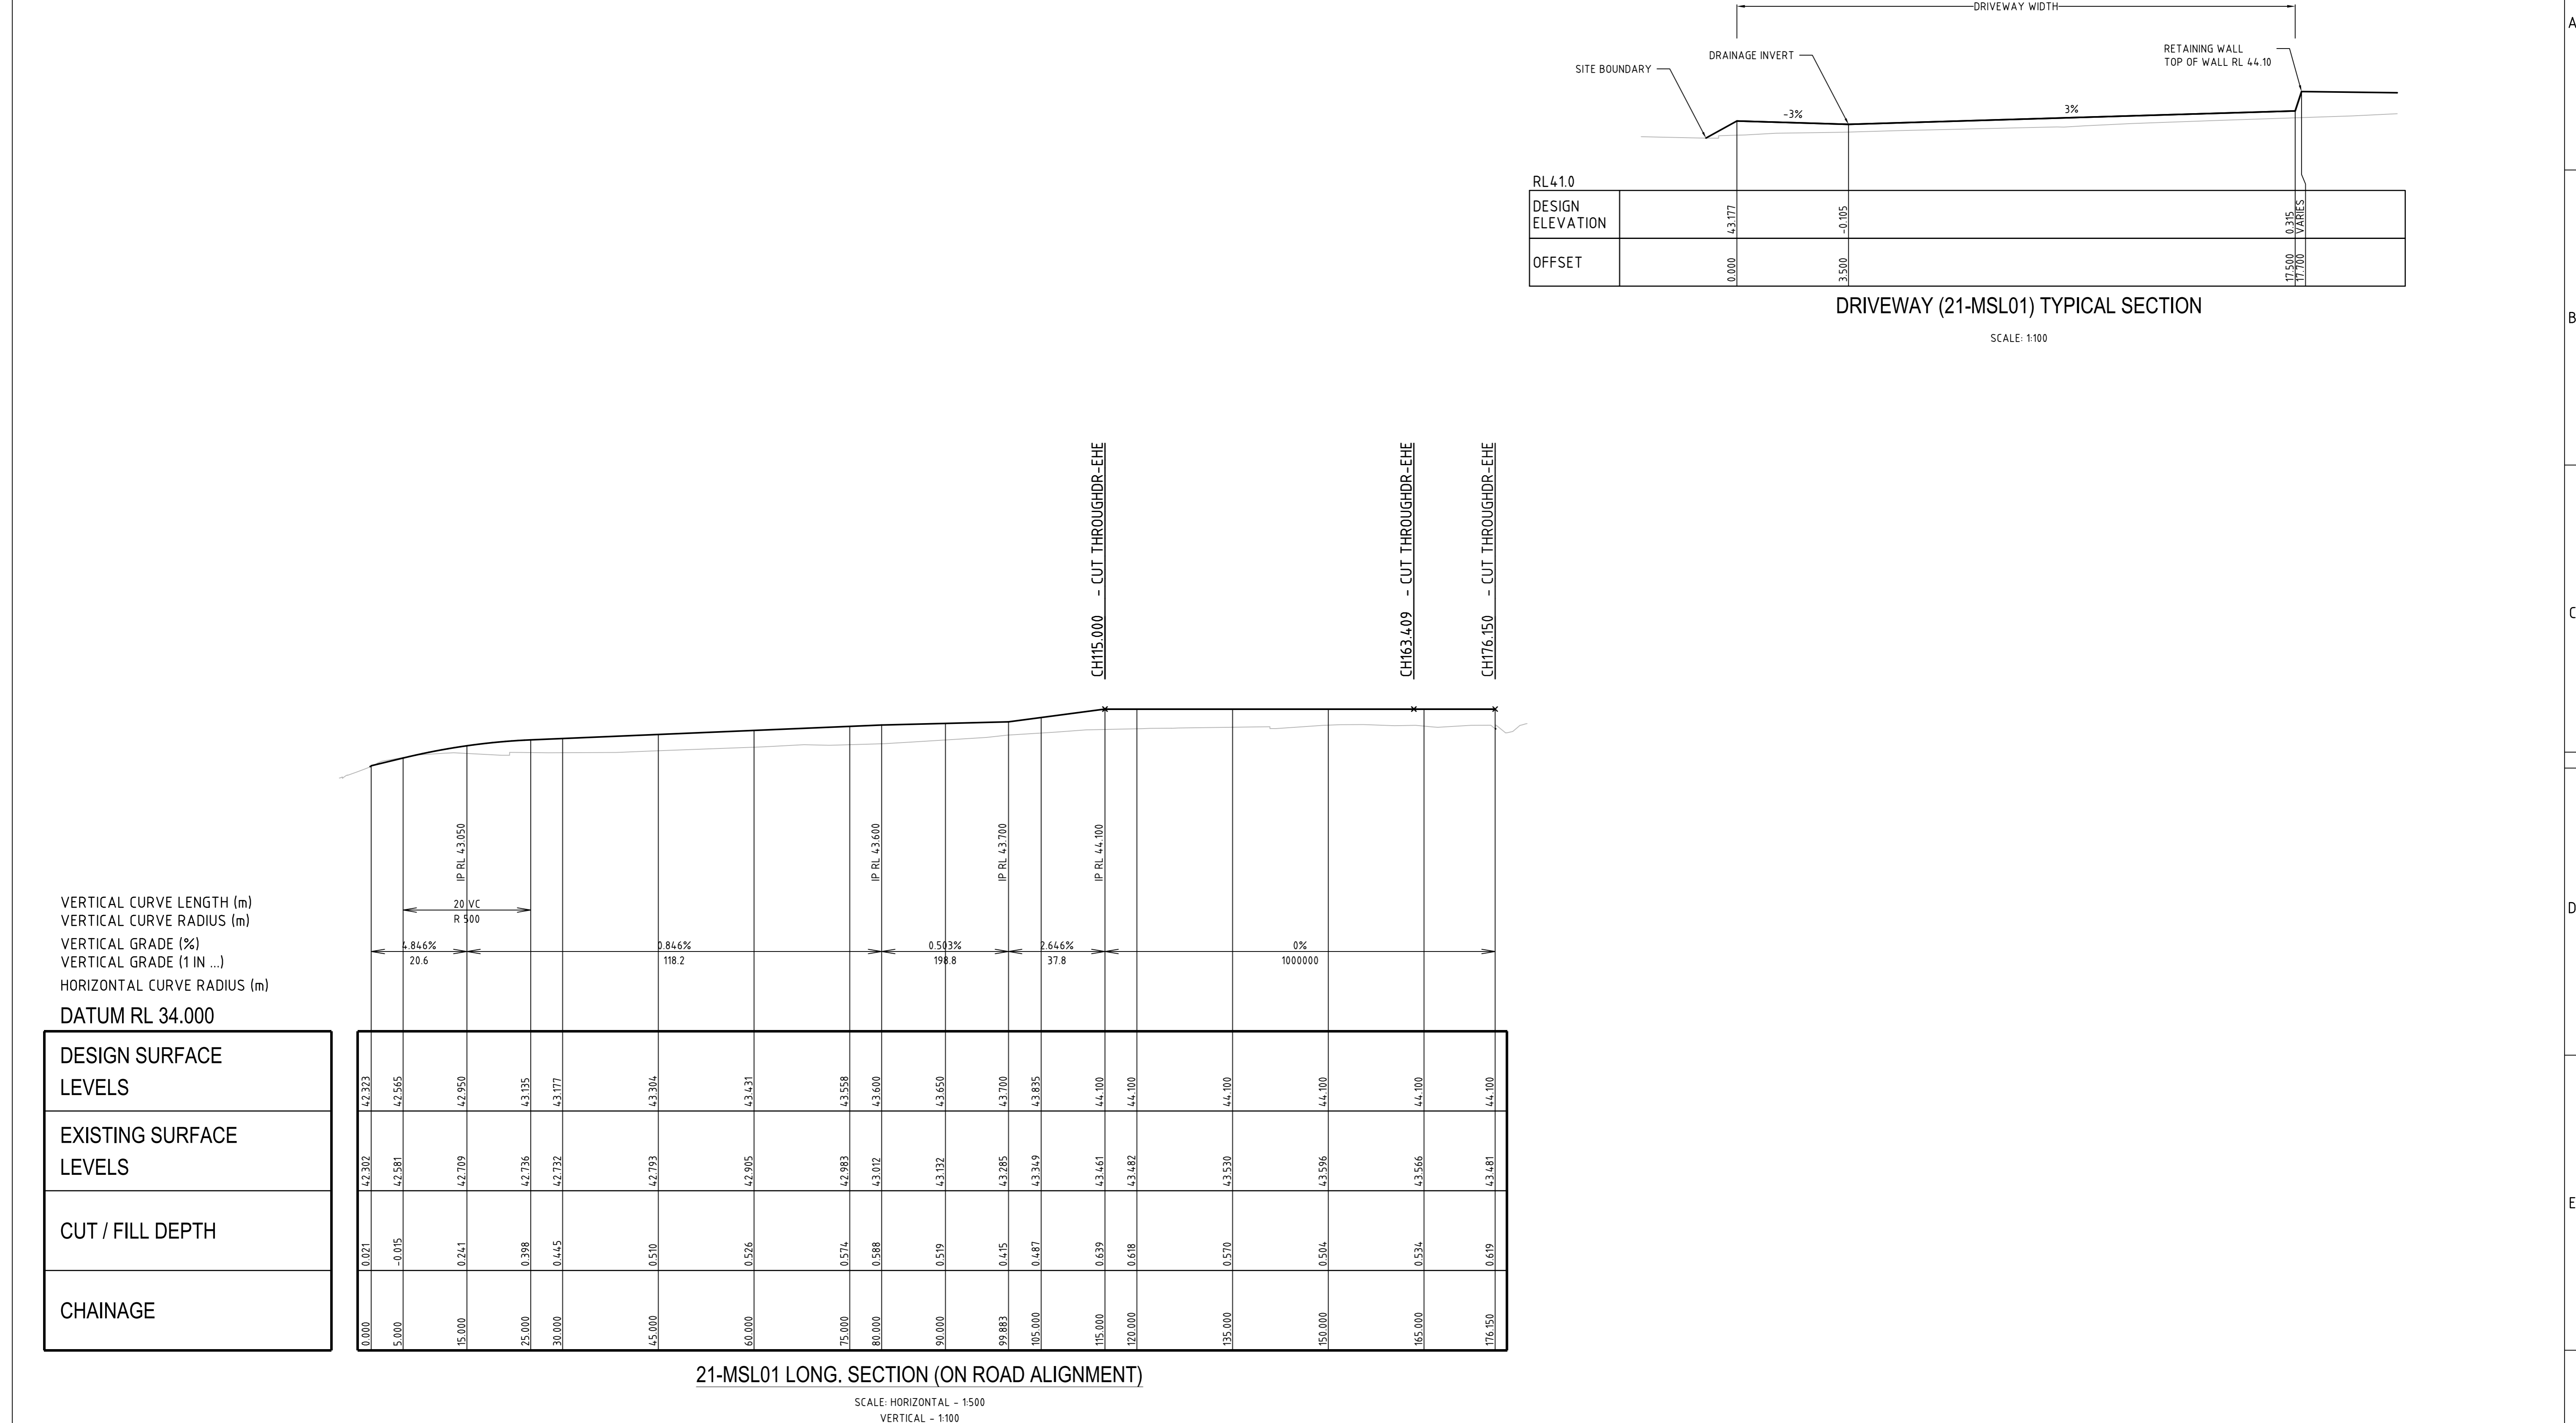 DRIVEWAY WIDTH
SITE BOUNDARY
DRAINAGE INVERT
RETAINING WALL
TOP OF WALL RL 44.10
-3%
3%
RL41.0
DESIGN
ELEVATION
43.177
-0.105
0.315
VARIES
OFFSET
0.000
3.500
17.500
17.700
DRIVEWAY (21-MSL01) TYPICAL SECTION
SCALE: 1:100
CH115.000 - CUT THROUGHDR-EHE
CH163.409 - CUT THROUGHDR-EHE
CH176.150 - CUT THROUGHDR-EHE
IP RL 43.050
IP RL 43.600
IP RL 43.700
IP RL 44.100
VERTICAL CURVE LENGTH (m)
20 VC
VERTICAL CURVE RADIUS (m)
R 500
VERTICAL GRADE (%)
4.846% 0.846% 0.503% 2.646% 0%
VERTICAL GRADE (1 IN ...)
20.6 118.2 198.8 37.8 1000000
HORIZONTAL CURVE RADIUS (m)
DATUM RL 34.000
DESIGN SURFACE
LEVELS
42.323 42.565 42.950 43.135 43.177 43.304 43.431 43.558 43.600 43.650 43.700 43.835 44.100 44.100 44.100 44.100 44.100 44.100
EXISTING SURFACE
LEVELS
42.302 42.581 42.709 42.736 42.732 42.793 42.905 42.983 43.012 43.132 43.285 43.349 43.461 43.482 43.530 43.596 43.566 43.481
CUT / FILL DEPTH
0.021 -0.015 0.241 0.398 0.445 0.510 0.526 0.574 0.588 0.519 0.415 0.487 0.639 0.618 0.570 0.504 0.534 0.619
CHAINAGE
0.000 5.000 15.000 25.000 30.000 45.000 60.000 75.000 80.000 90.000 99.883 105.000 115.000 120.000 135.000 150.000 165.000 176.150
21-MSL01 LONG. SECTION (ON ROAD ALIGNMENT)
SCALE: HORIZONTAL - 1:500
VERTICAL - 1:100
A
B
C
D
E